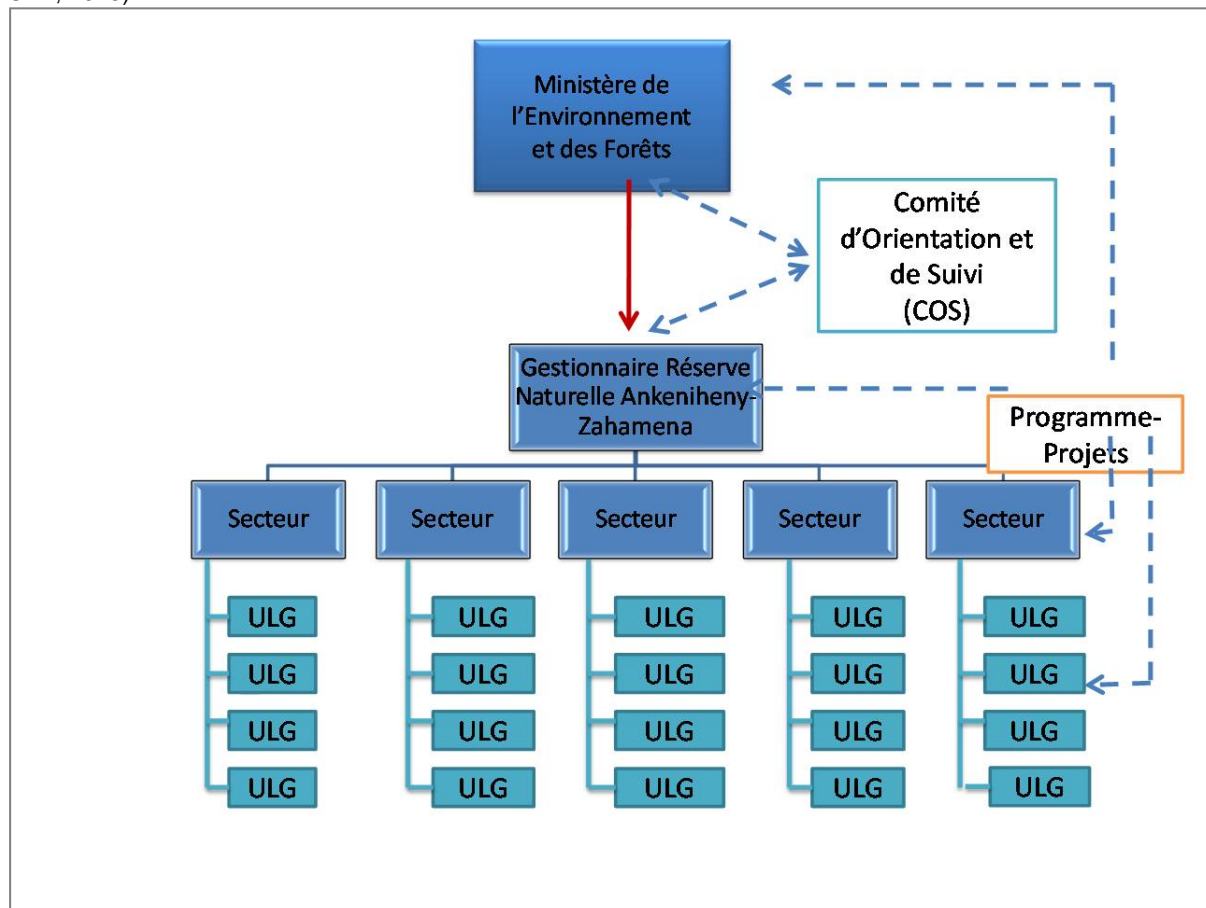 Ministère de
l'Environnement
et des Forêts
Comité
d'Orientation et
de Suivi
(COS)
Gestionnaire Réserve
Naturelle Ankeniheny-
Zahamena
Programme-
Projets
Secteur Secteur Secteur Secteur Secteur
ULG ULG ULG ULG ULG
ULG ULG ULG ULG ULG
ULG ULG ULG ULG ULG
ULG ULG ULG ULG ULG